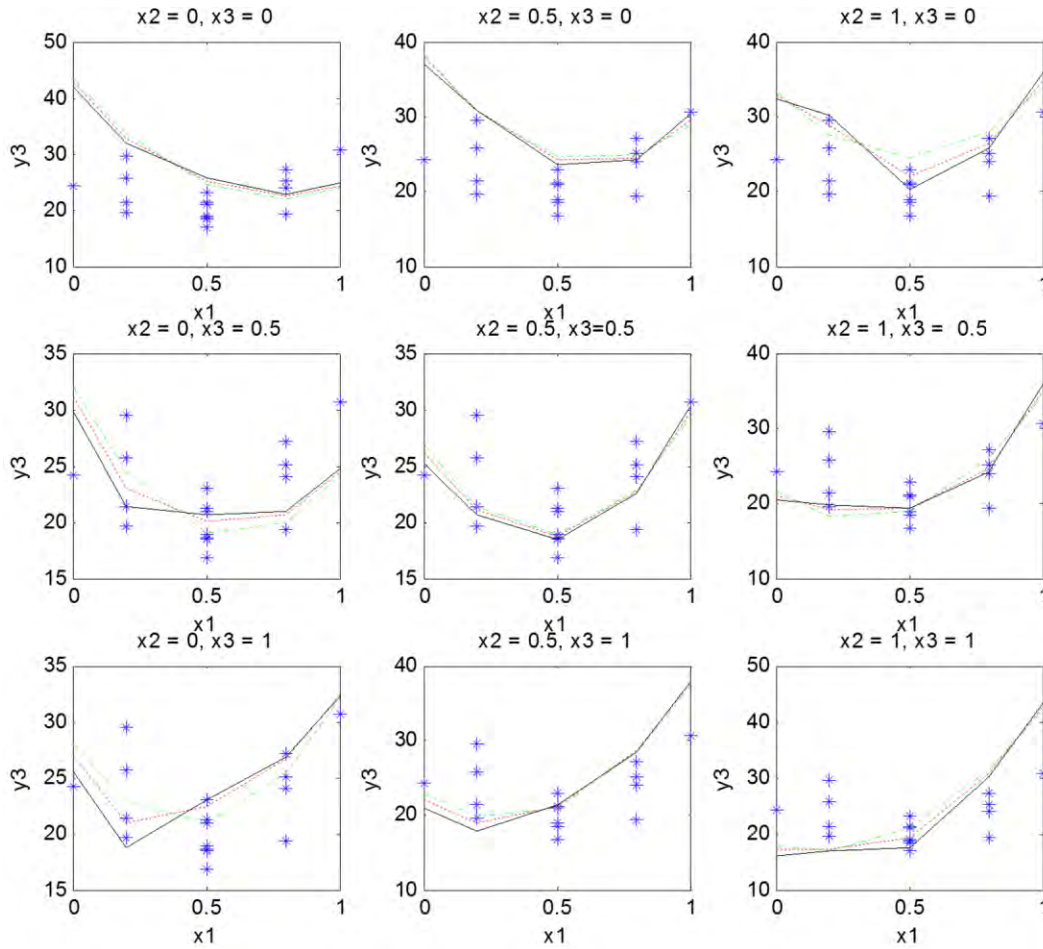 x2 = 0, x3 = 0
x2 = 0.5, x3 = 0
x2 = 1, x3 = 0
50
40
30
20
10
y3
0
0.5
1
x1
40
30
20
10
y3
0
0.5
1
x1
40
30
20
10
y3
0
0.5
1
x1
x2 = 0, x3 = 0.5
x2 = 0.5, x3=0.5
x2 = 1, x3 = 0.5
35
30
25
20
15
y3
0
0.5
1
x1
35
30
25
20
15
y3
0
0.5
1
x1
40
30
20
10
y3
0
0.5
1
x1
x2 = 0, x3 = 1
x2 = 0.5, x3 = 1
x2 = 1, x3 = 1
35
30
25
20
15
y3
0
0.5
1
x1
40
30
20
10
y3
0
0.5
1
x1
50
40
30
20
10
y3
0
0.5
1
x1